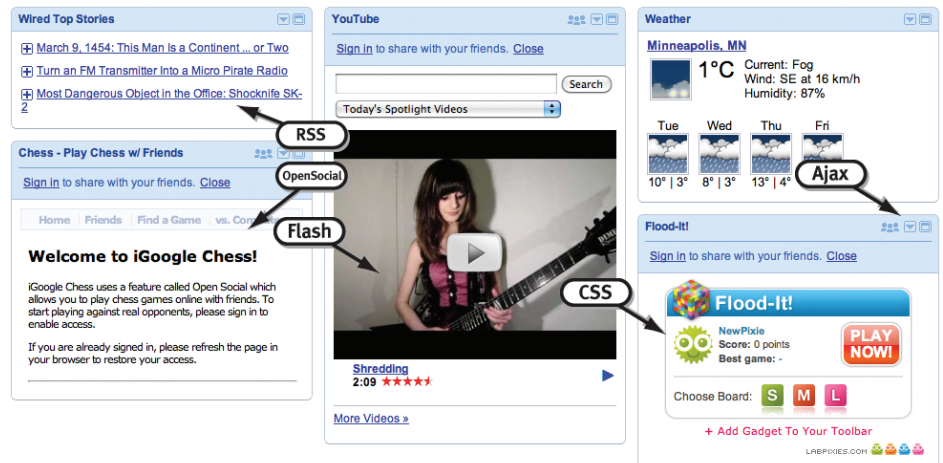 Wired Top Stories
March 9, 1454: This Man Is a Continent ... or Two
Turn an FM Transmitter Into a Micro Pirate Radio
Most Dangerous Object in the Office: Shocknife SK-
2
RSS
Chess - Play Chess w/ Friends
Sign in to share with your friends. Close
OpenSocial
Home Friends Find a Game vs.
Welcome to iGoogle Chess!
iGoogle Chess uses a feature called Open Social which
allows you to play chess games online with friends. To
start playing against real opponents, please sign in to
enable access.
If you are already signed in, please refresh the page in
your browser to restore your access.
YouTube
Sign in to share with your friends. Close
Search
Today's Spotlight Videos
Flash
Shredding
2:09
More Videos »
Weather
Minneapolis, MN
1°C
Current: Fog
Wind: SE at 16 km/h
Humidity: 87%
Tue Wed Thu Fri
10° | 3° 8° | 3° 13° | 4°
Ajax
Flood-It!
Sign in to share with your friends. Close
CSS
Flood-It!
NewPixie
Score: 0 points
Best game: -
PLAY
NOW!
Choose Board: S M L
+ Add Gadget To Your Toolbar
LABPIXIES.COM